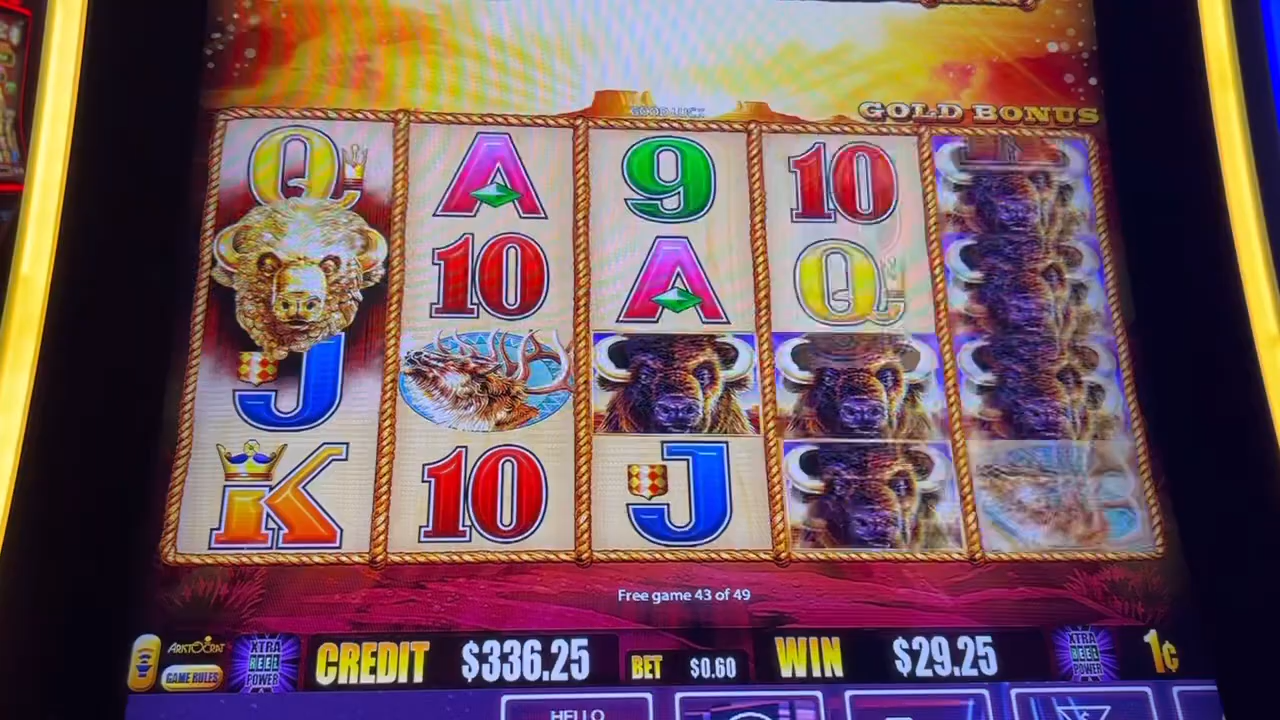 GOOD LUCK
GOLD BONUS
Q A 9 10
10 A Q
J
K 10 J
Free game 43 of 49
ARISTOCRAT
GAME RULES
XTRA REEL POWER
CREDIT $336.25
BET $0.60
WIN $29.25
XTRA REEL POWER
1¢
HELLO